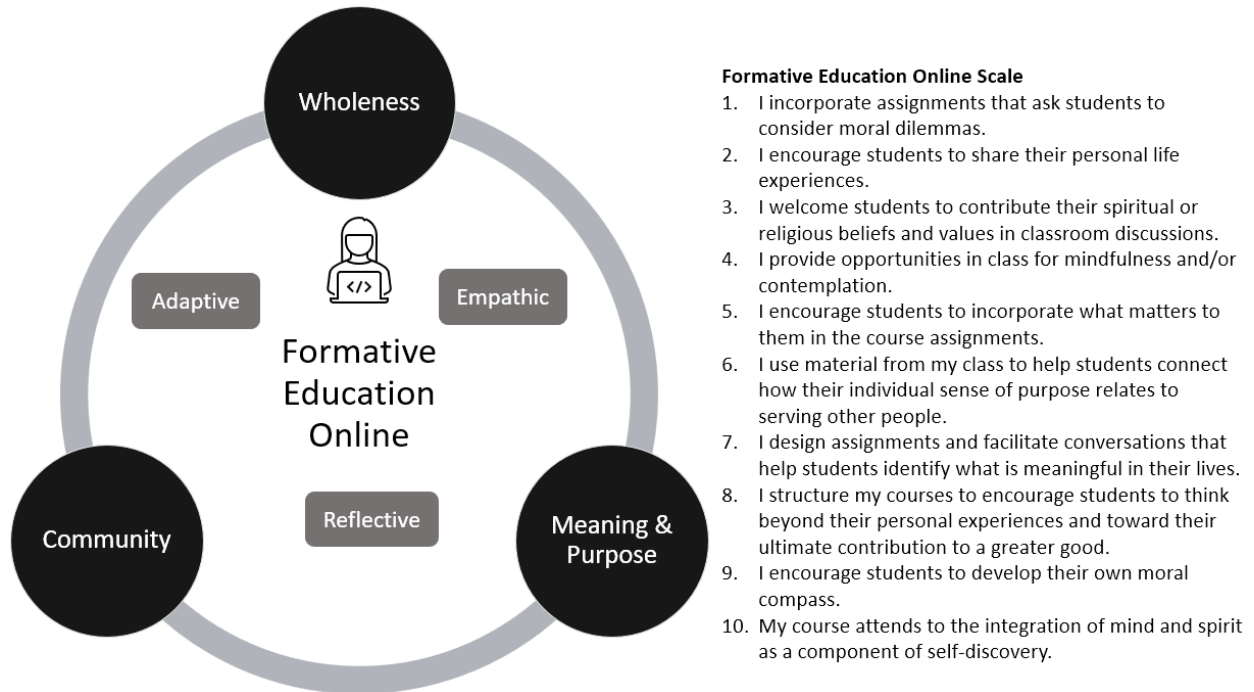 Wholeness
Adaptive
Empathic
</>
Formative
Education
Online
Reflective
Community
Meaning &
Purpose
Formative Education Online Scale
1. I incorporate assignments that ask students to
consider moral dilemmas.
2. I encourage students to share their personal life
experiences.
3. I welcome students to contribute their spiritual or
religious beliefs and values in classroom discussions.
4. I provide opportunities in class for mindfulness and/or
contemplation.
5. I encourage students to incorporate what matters to
them in the course assignments.
6. I use material from my class to help students connect
how their individual sense of purpose relates to
serving other people.
7. I design assignments and facilitate conversations that
help students identify what is meaningful in their lives.
8. I structure my courses to encourage students to think
beyond their personal experiences and toward their
ultimate contribution to a greater good.
9. I encourage students to develop their own moral
compass.
10. My course attends to the integration of mind and spirit
as a component of self-discovery.